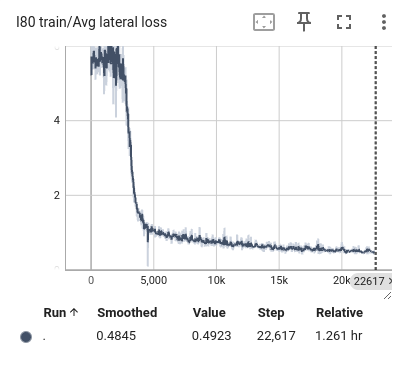 I80 train/Avg lateral loss
4
2
0 5,000 10k 15k 20k 22617
Run ↑ Smoothed Value Step Relative
. 0.4845 0.4923 22,617 1.261 hr